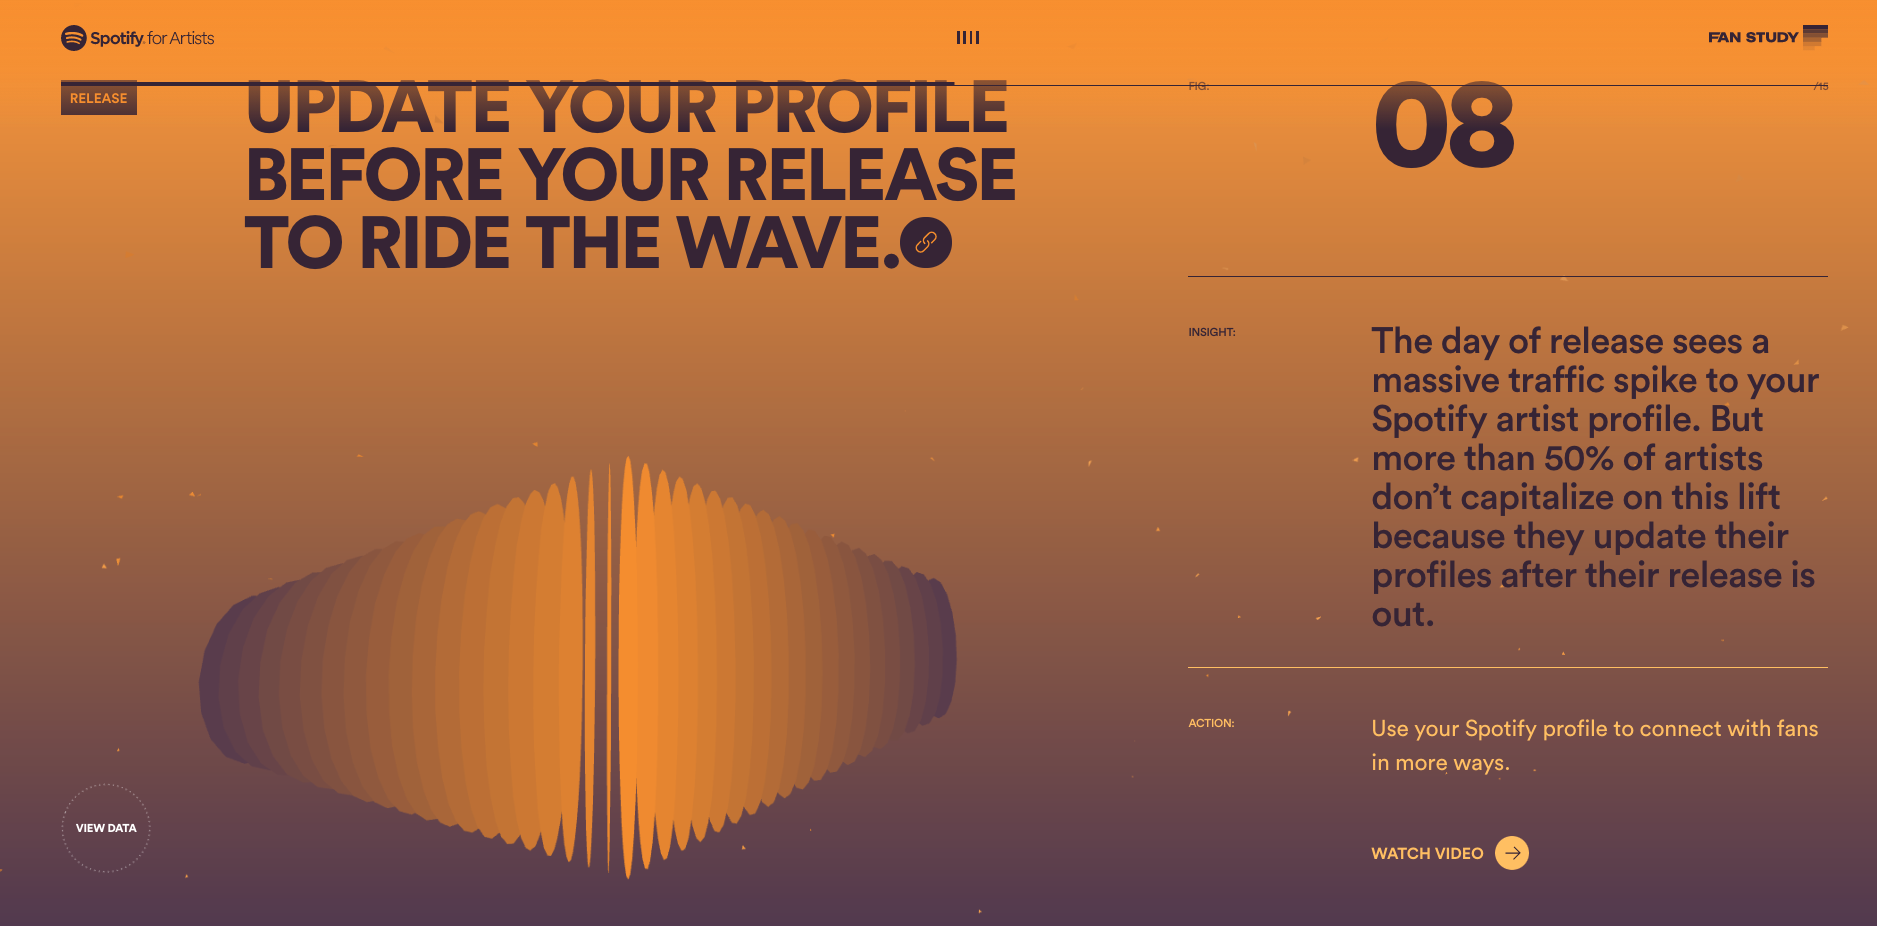 Spotify for Artists
FAN STUDY
RELEASE
UPDATE YOUR PROFILE
BEFORE YOUR RELEASE
TO RIDE THE WAVE.
FIG:
08
/15
INSIGHT:
The day of release sees a
massive traffic spike to your
Spotify artist profile. But
more than 50% of artists
don’t capitalize on this lift
because they update their
profiles after their release is
out.
ACTION:
Use your Spotify profile to connect with fans
in more ways.
WATCH VIDEO
VIEW DATA